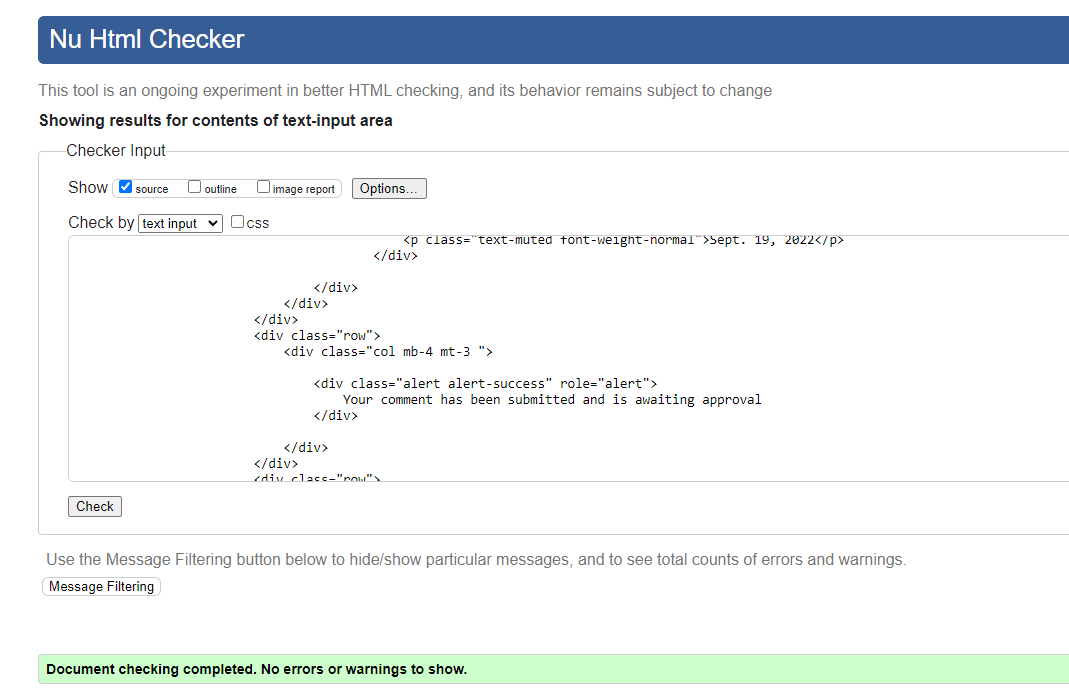 Nu Html Checker
This tool is an ongoing experiment in better HTML checking, and its behavior remains subject to change
Showing results for contents of text-input area
Checker Input
Show source outline image report Options...
Check by text input css
<p class="text-muted font-weight-normal">Sept. 19, 2022</p>
</div>
</div>
</div>
</div>
<div class="row">
<div class="col mb-4 mt-3 ">
<div class="alert alert-success" role="alert">
Your comment has been submitted and is awaiting approval
</div>
</div>
</div>
<div class="row">
Check
Use the Message Filtering button below to hide/show particular messages, and to see total counts of errors and warnings.
Message Filtering
Document checking completed. No errors or warnings to show.